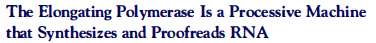 The Elongating Polymerase Is a Processive Machine
that Synthesizes and Proofreads RNA